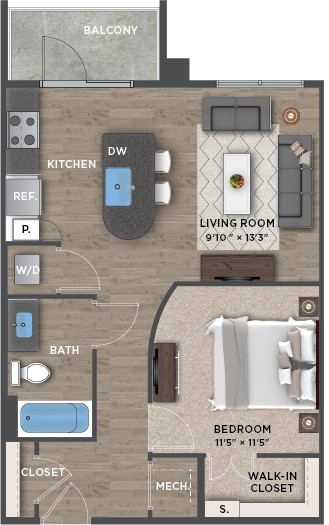 BALCONY
DW
KITCHEN
REF.
P.
LIVING ROOM
9'10" × 13'3"
W/D
BATH
BEDROOM
11'5" × 11'5"
CLOSET
MECH.
WALK-IN
CLOSET
S.